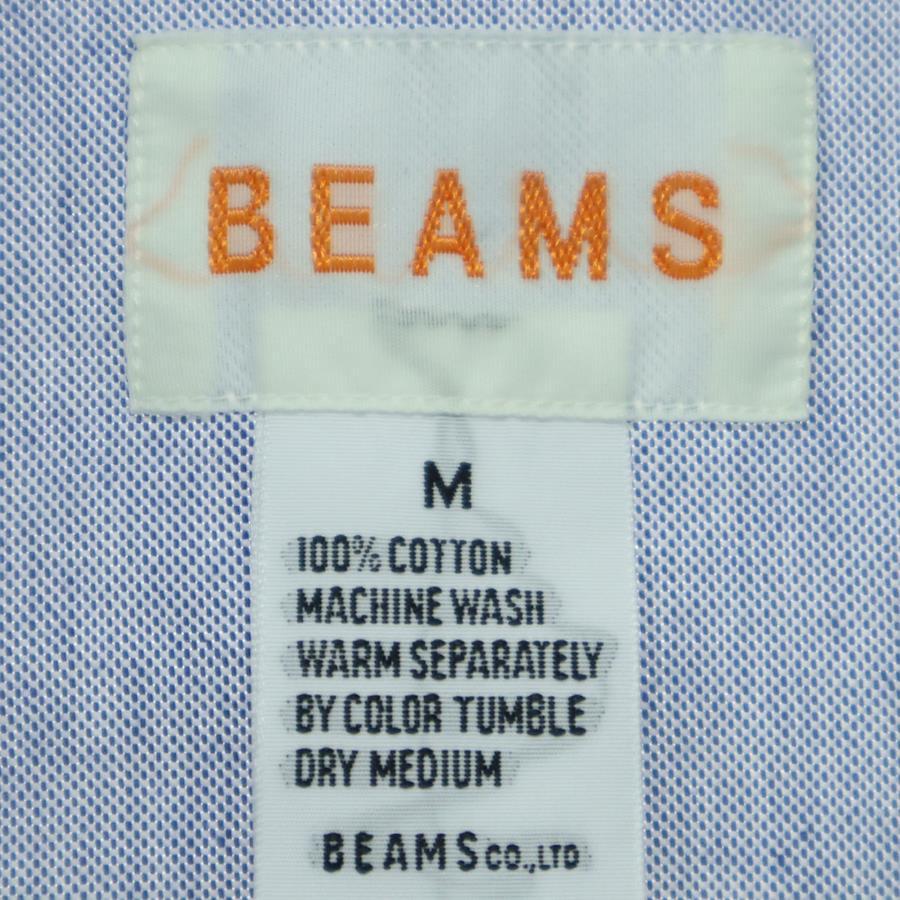 BEAMS
M
100% COTTON
MACHINE WASH
WARM SEPARATELY
BY COLOR TUMBLE
DRY MEDIUM
BEAMS CO.,LTD